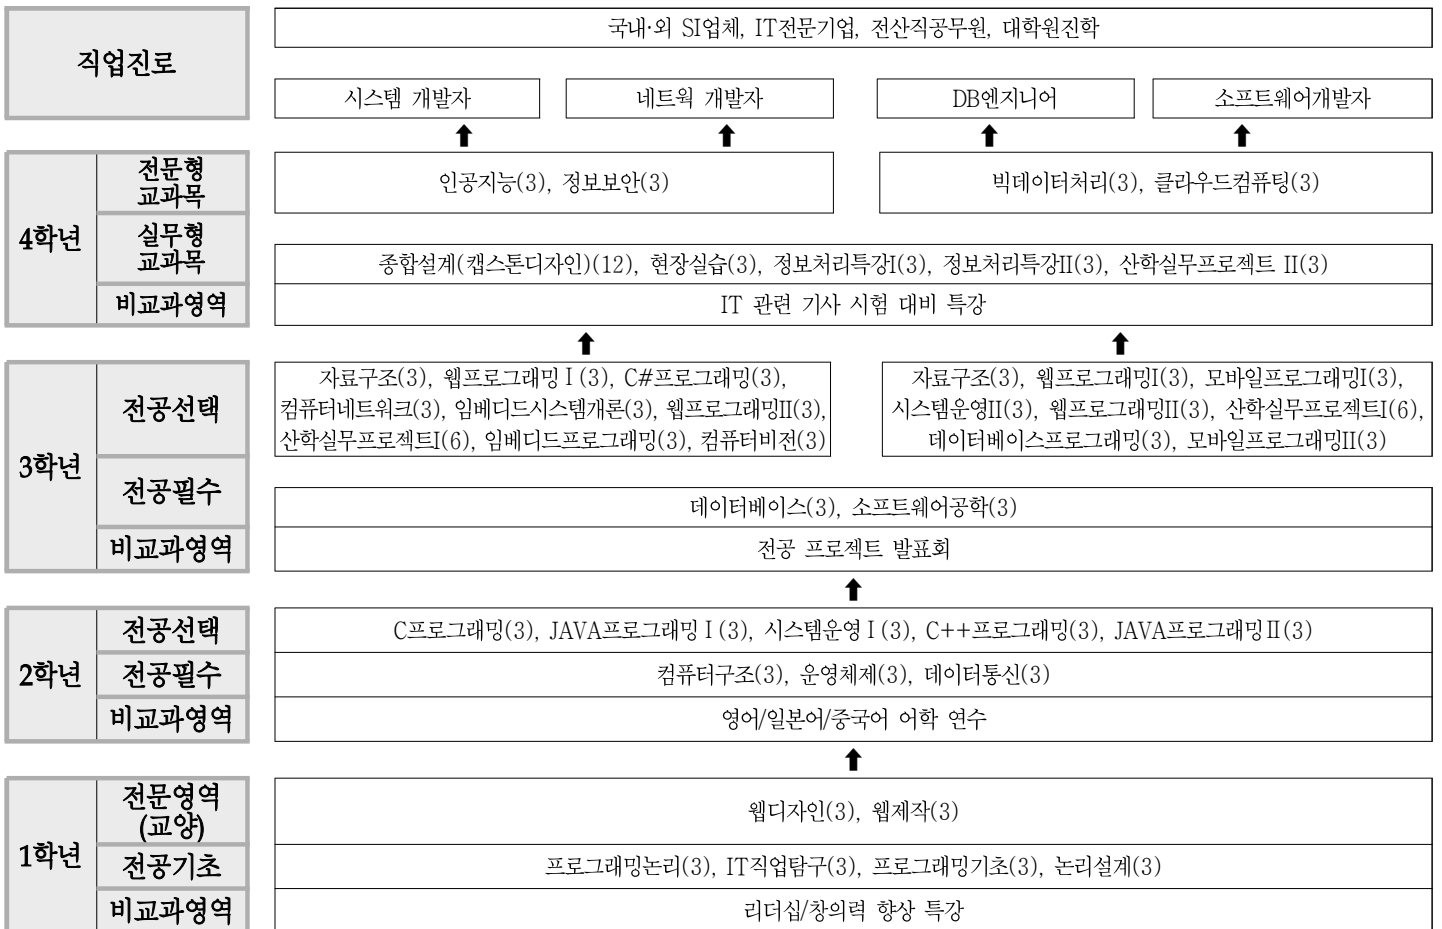 직업진로
국내·외 SI업체, IT전문기업, 전산직공무원, 대학원진학
시스템 개발자
네트웍 개발자
DB엔지니어
소프트웨어개발자
4학년
전문형
교과목
인공지능(3), 정보보안(3)
빅데이터처리(3), 클라우드컴퓨팅(3)
실무형
교과목
종합설계(캡스톤디자인)(12), 현장실습(3), 정보처리특강I(3), 정보처리특강II(3), 산학실무프로젝트 II(3)
비교과영역
IT 관련 기사 시험 대비 특강
3학년
전공선택
자료구조(3), 웹프로그래밍Ⅰ(3), C#프로그래밍(3),
컴퓨터네트워크(3), 임베디드시스템개론(3), 웹프로그래밍II(3),
산학실무프로젝트I(6), 임베디드프로그래밍(3), 컴퓨터비전(3)
자료구조(3), 웹프로그래밍I(3), 모바일프로그래밍I(3),
시스템운영II(3), 웹프로그래밍II(3), 산학실무프로젝트I(6),
데이터베이스프로그래밍(3), 모바일프로그래밍II(3)
전공필수
데이터베이스(3), 소프트웨어공학(3)
비교과영역
전공 프로젝트 발표회
2학년
전공선택
C프로그래밍(3), JAVA프로그래밍Ⅰ(3), 시스템운영Ⅰ(3), C++프로그래밍(3), JAVA프로그래밍Ⅱ(3)
전공필수
컴퓨터구조(3), 운영체제(3), 데이터통신(3)
비교과영역
영어/일본어/중국어 어학 연수
1학년
전문영역
(교양)
웹디자인(3), 웹제작(3)
전공기초
프로그래밍논리(3), IT직업탐구(3), 프로그래밍기초(3), 논리설계(3)
비교과영역
리더십/창의력 향상 특강